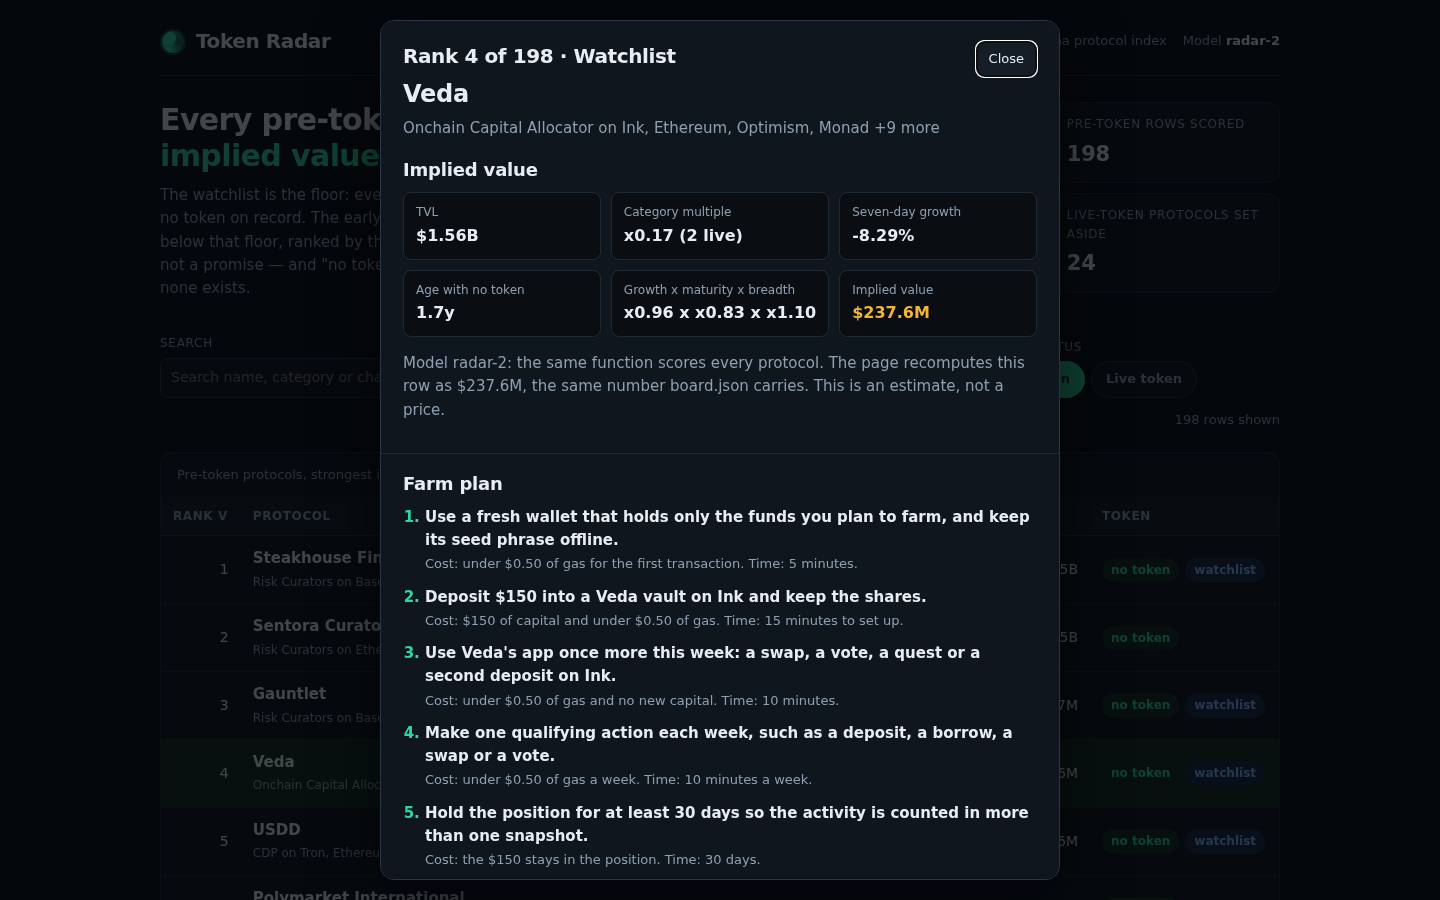 Token Radar
a protocol index
Model radar-2
Every pre-tok
implied value
The watchlist is the floor: eve
no token on record. The early
below that floor, ranked by th
not a promise — and "no toke
none exists.
PRE-TOKEN ROWS SCORED
198
LIVE-TOKEN PROTOCOLS SET
ASIDE
24
SEARCH
Search name, category or cha
TUS
n
Live token
198 rows shown
Pre-token protocols, strongest i
RANK V
PROTOCOL
TOKEN
1
Steakhouse Fin
Risk Curators on Base
5B
no token
watchlist
2
Sentora Curato
Risk Curators on Ethe
5B
no token
3
Gauntlet
Risk Curators on Base
7M
no token
watchlist
4
Veda
Onchain Capital Alloc
6M
no token
watchlist
5
USDD
CDP on Tron, Ethereu
6M
no token
watchlist
Polymarket International
Rank 4 of 198 · Watchlist
Close
Veda
Onchain Capital Allocator on Ink, Ethereum, Optimism, Monad +9 more
Implied value
TVL
$1.56B
Category multiple
x0.17 (2 live)
Seven-day growth
-8.29%
Age with no token
1.7y
Growth x maturity x breadth
x0.96 x x0.83 x x1.10
Implied value
$237.6M
Model radar-2: the same function scores every protocol. The page recomputes this
row as $237.6M, the same number board.json carries. This is an estimate, not a
price.
Farm plan
1. Use a fresh wallet that holds only the funds you plan to farm, and keep
its seed phrase offline.
Cost: under $0.50 of gas for the first transaction. Time: 5 minutes.
2. Deposit $150 into a Veda vault on Ink and keep the shares.
Cost: $150 of capital and under $0.50 of gas. Time: 15 minutes to set up.
3. Use Veda's app once more this week: a swap, a vote, a quest or a
second deposit on Ink.
Cost: under $0.50 of gas and no new capital. Time: 10 minutes.
4. Make one qualifying action each week, such as a deposit, a borrow, a
swap or a vote.
Cost: under $0.50 of gas a week. Time: 10 minutes a week.
5. Hold the position for at least 30 days so the activity is counted in more
than one snapshot.
Cost: the $150 stays in the position. Time: 30 days.